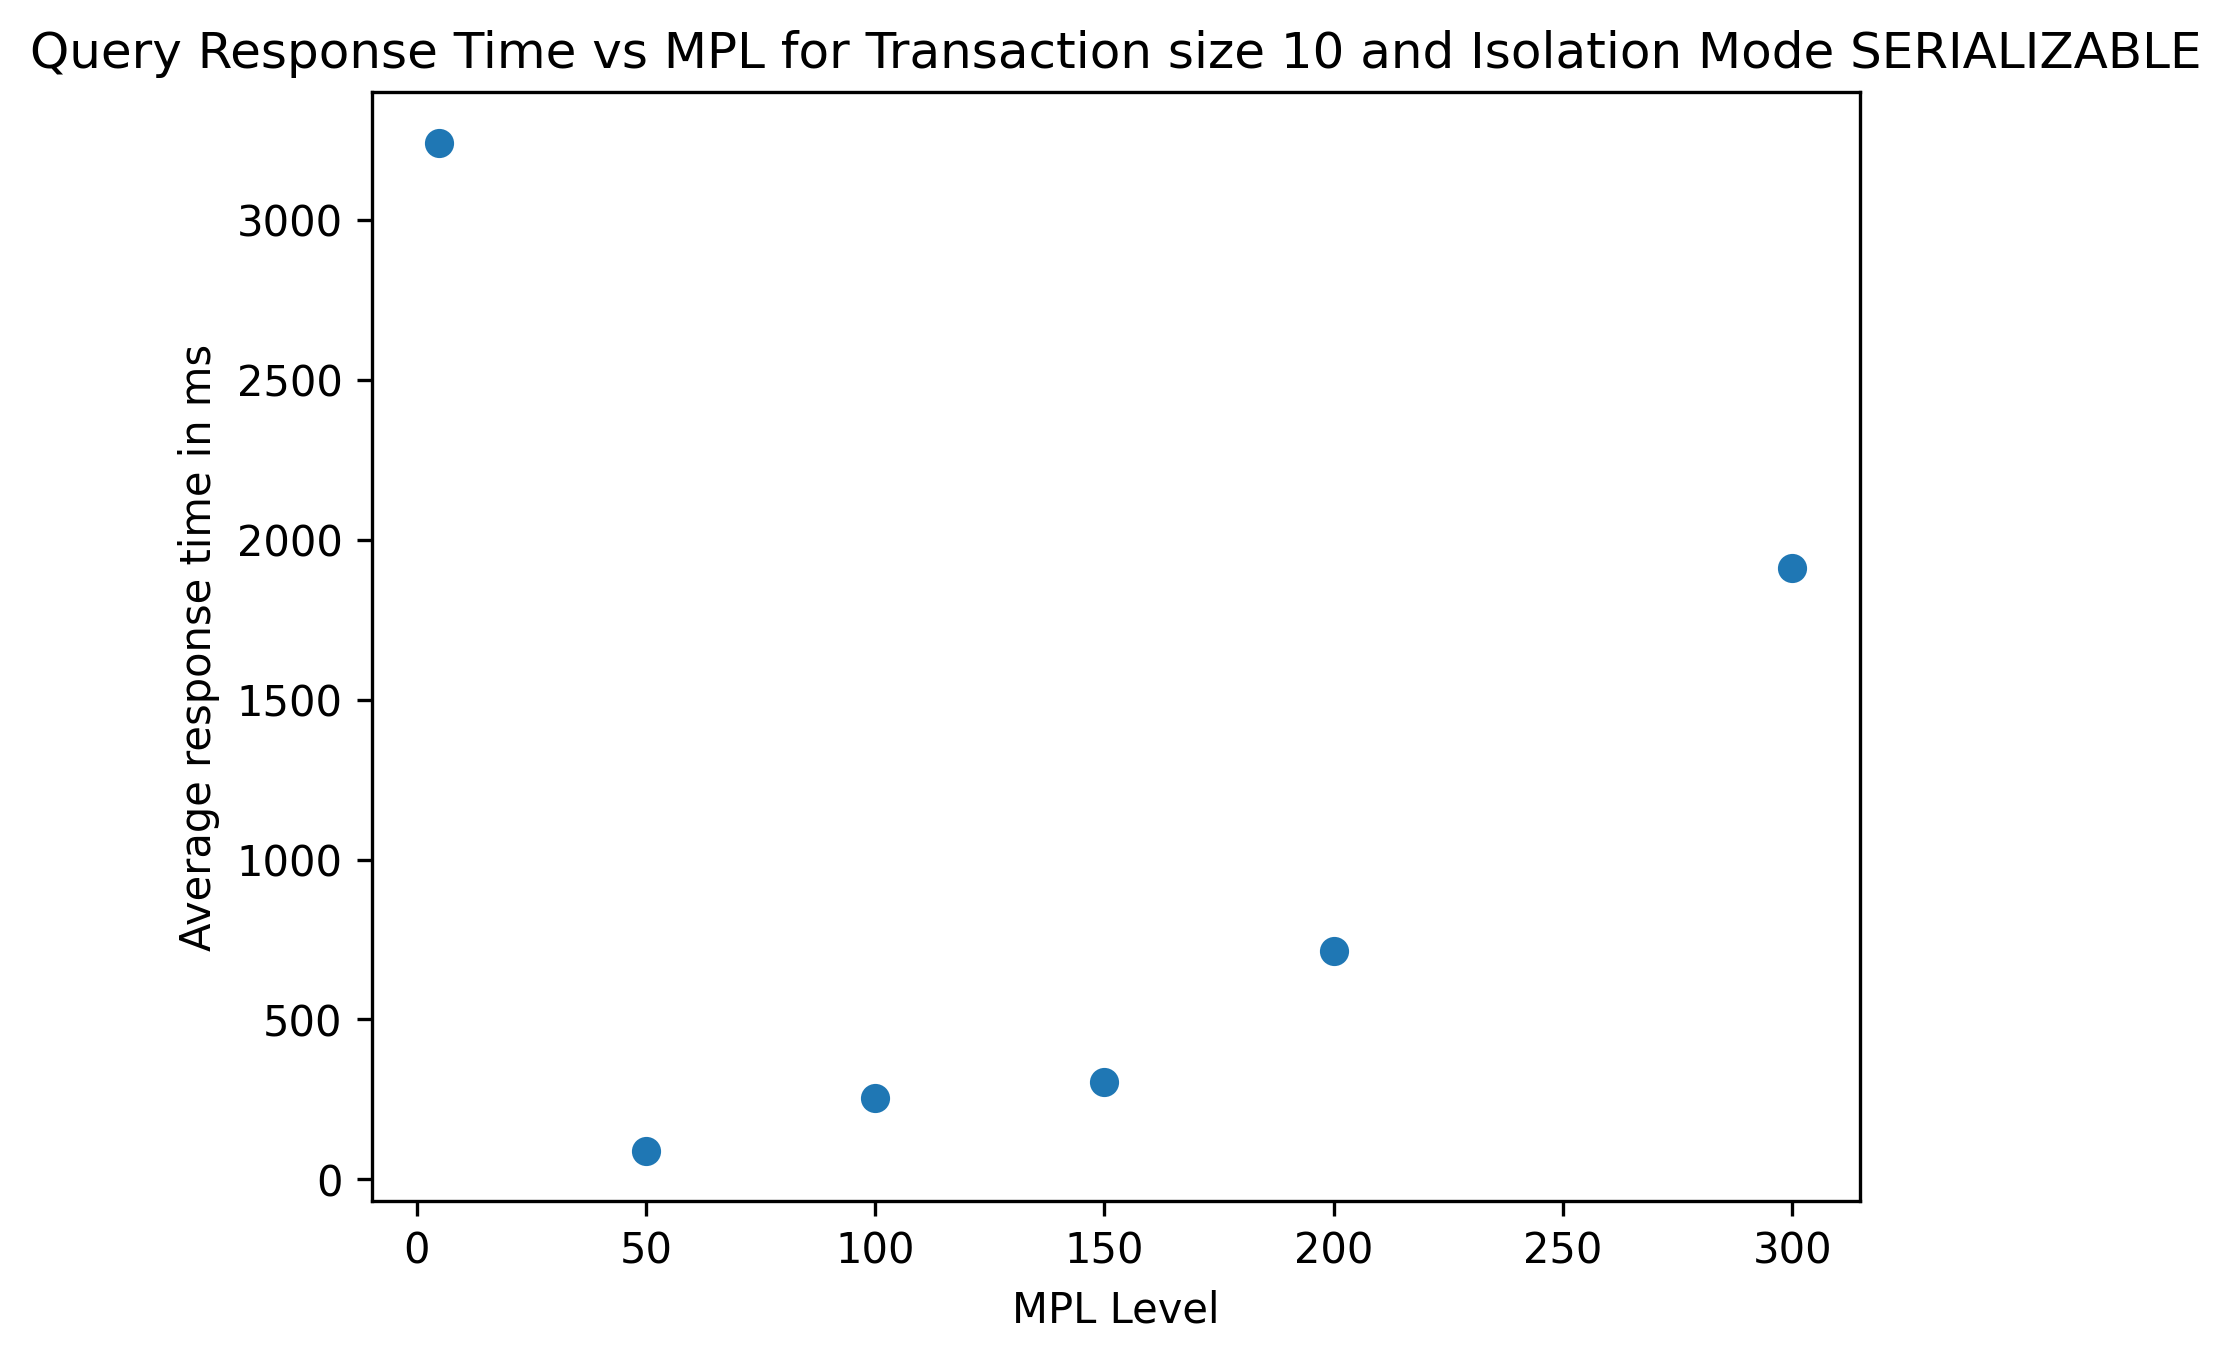 Query Response Time vs MPL for Transaction size 10 and Isolation Mode SERIALIZABLE
Average response time in ms
3000
2500
2000
1500
1000
500
0
0 50 100 150 200 250 300
MPL Level